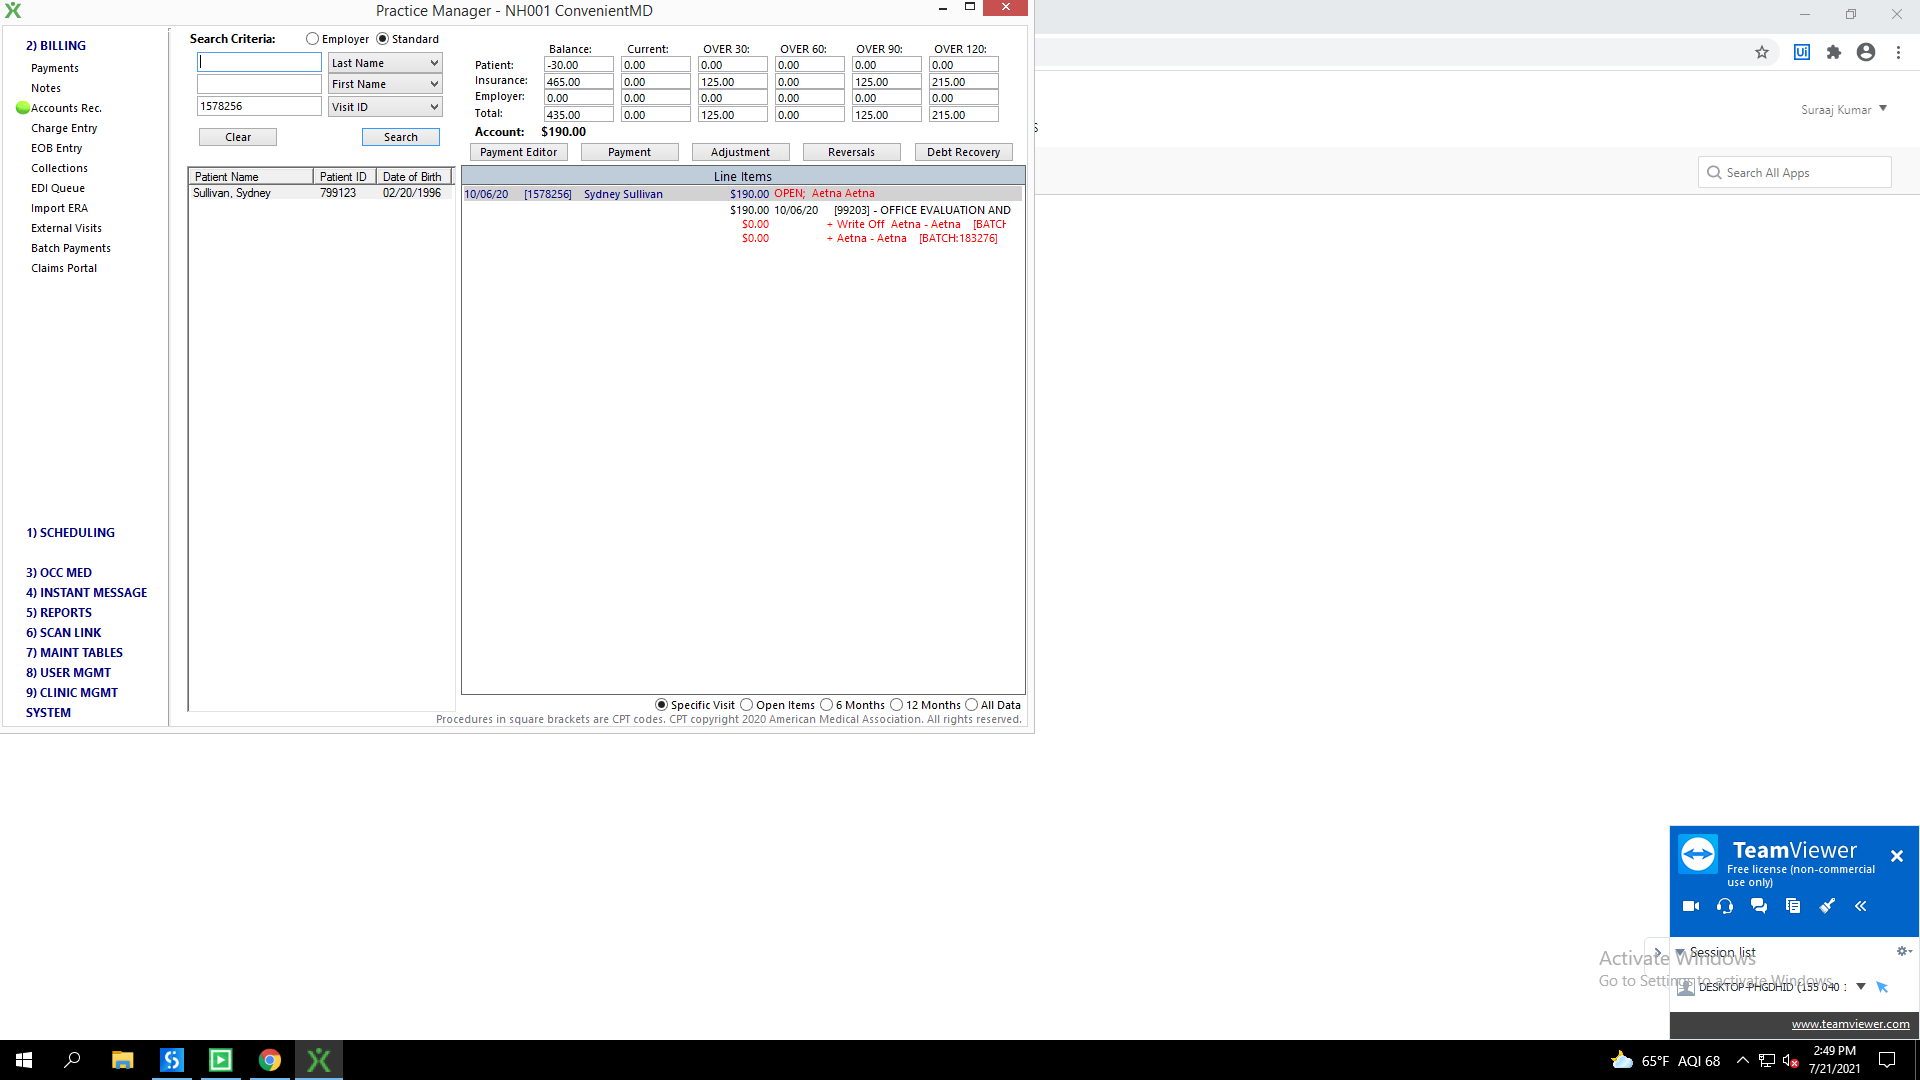 Practice Manager - NH001 ConvenientMD
2) BILLING
Payments
Notes
Accounts Rec.
Charge Entry
EOB Entry
Collections
EDI Queue
Import ERA
External Visits
Batch Payments
Claims Portal
1) SCHEDULING
3) OCC MED
4) INSTANT MESSAGE
5) REPORTS
6) SCAN LINK
7) MAINT TABLES
8) USER MGMT
9) CLINIC MGMT
SYSTEM
Search Criteria: Employer Standard
Last Name
First Name
1578256 Visit ID
Clear Search
Patient Name Patient ID Date of Birth
Sullivan, Sydney 799123 02/20/1996
Balance: Current: OVER 30: OVER 60: OVER 90: OVER 120:
Patient: -30.00 0.00 0.00 0.00 0.00 0.00
Insurance: 465.00 0.00 125.00 0.00 125.00 215.00
Employer: 0.00 0.00 0.00 0.00 0.00 0.00
Total: 435.00 0.00 125.00 0.00 125.00 215.00
Account: $190.00
Payment Editor Payment Adjustment Reversals Debt Recovery
Line Items
10/06/20 [1578256] Sydney Sullivan $190.00 OPEN; Aetna Aetna
$190.00 10/06/20 [99203] - OFFICE EVALUATION AND
$0.00 + Write Off Aetna - Aetna [BATCH
$0.00 + Aetna - Aetna [BATCH:183276]
Specific Visit Open Items 6 Months 12 Months All Data
Procedures in square brackets are CPT codes. CPT copyright 2020 American Medical Association. All rights reserved.
Ui
Suraaj Kumar
s
Search All Apps
TeamViewer
Free license (non-commercial
use only)
Session list
DESKTOP-PHGDHID (155 040 :
www.teamviewer.com
Activate Windows
Go to Settings to activate Windows.
65°F AQI 68
2:49 PM
7/21/2021